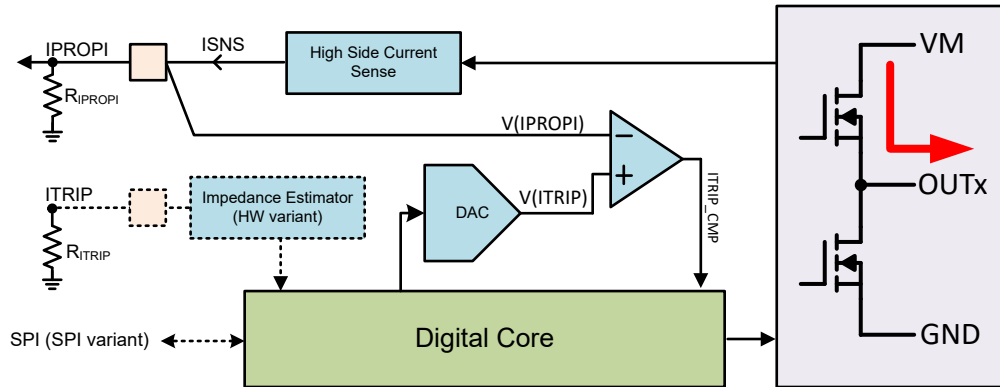 IPROPI
ISNS
High Side Current
Sense
VM
RIPROPI
V(IPROPI)
−
+
ITRIP
Impedance Estimator
(HW variant)
DAC
V(ITRIP)
ITRIP_CMP
OUTx
RITRIP
SPI (SPI variant)
Digital Core
GND